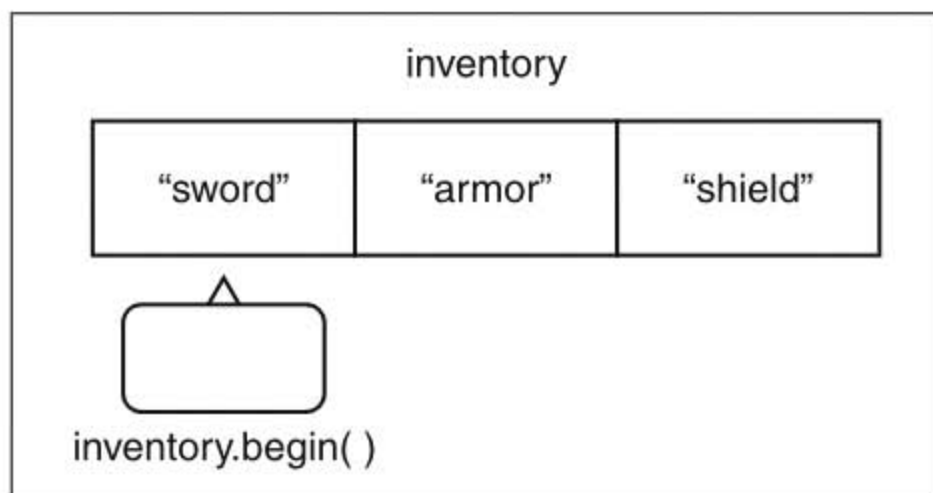 inventory
“sword” “armor” “shield”
inventory.begin( )